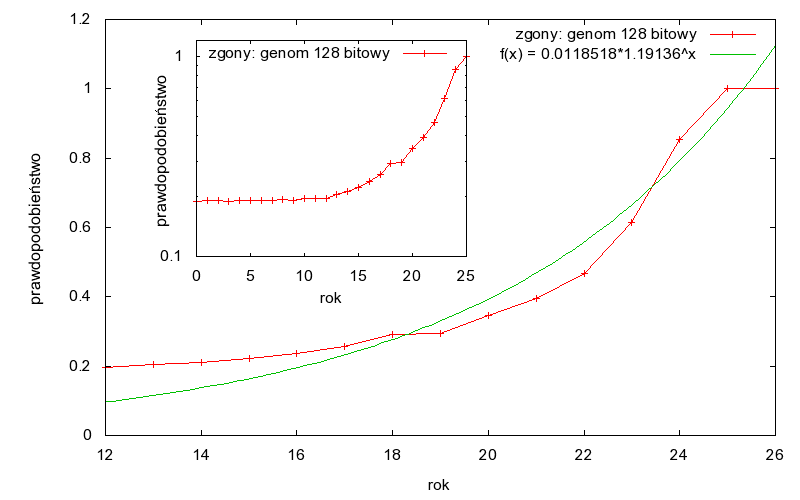 zgony: genom 128 bitowy
f(x) = 0.0118518*1.19136^x
1.2
1
0.8
0.6
0.4
0.2
0
prawdopodobieństwo
12 14 16 18 20 22 24 26
rok
zgony: genom 128 bitowy
1
0.1
prawdopodobieństwo
0 5 10 15 20 25
rok